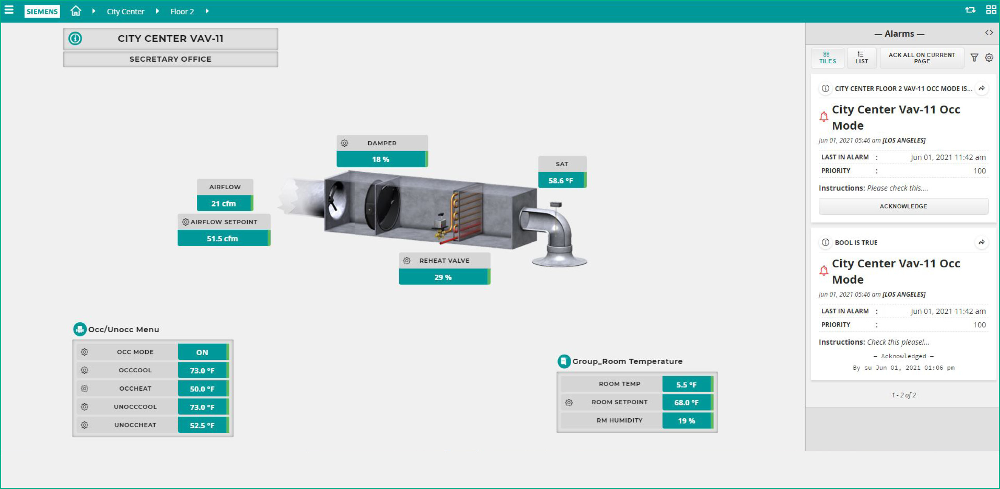 SIEMENS
City Center
Floor 2
CITY CENTER VAV-11
SECRETARY OFFICE
DAMPER
18 %
SAT
58.6 °F
AIRFLOW
21 cfm
AIRFLOW SETPOINT
51.5 cfm
REHEAT VALVE
29 %
Occ/Unocc Menu
OCC MODE ON
OCCCOOL 73.0 °F
OCCHEAT 50.0 °F
UNOCCCOOL 73.0 °F
UNOCCHEAT 52.5 °F
Group_Room Temperature
ROOM TEMP 5.5 °F
ROOM SETPOINT 68.0 °F
RM HUMIDITY 19 %
— Alarms —
TILES
LIST
ACK ALL ON CURRENT
PAGE
CITY CENTER FLOOR 2 VAV-11 OCC MODE IS...
City Center Vav-11 Occ
Mode
Jun 01, 2021 05:46 am [LOS ANGELES]
LAST IN ALARM : Jun 01, 2021 11:42 am
PRIORITY : 100
Instructions: Please check this....
ACKNOWLEDGE
BOOL IS TRUE
City Center Vav-11 Occ
Mode
Jun 01, 2021 05:46 am [LOS ANGELES]
LAST IN ALARM : Jun 01, 2021 11:42 am
PRIORITY : 100
Instructions: Check this please!...
— Acknowledged —
By su Jun 01, 2021 01:06 pm
1 - 2 of 2